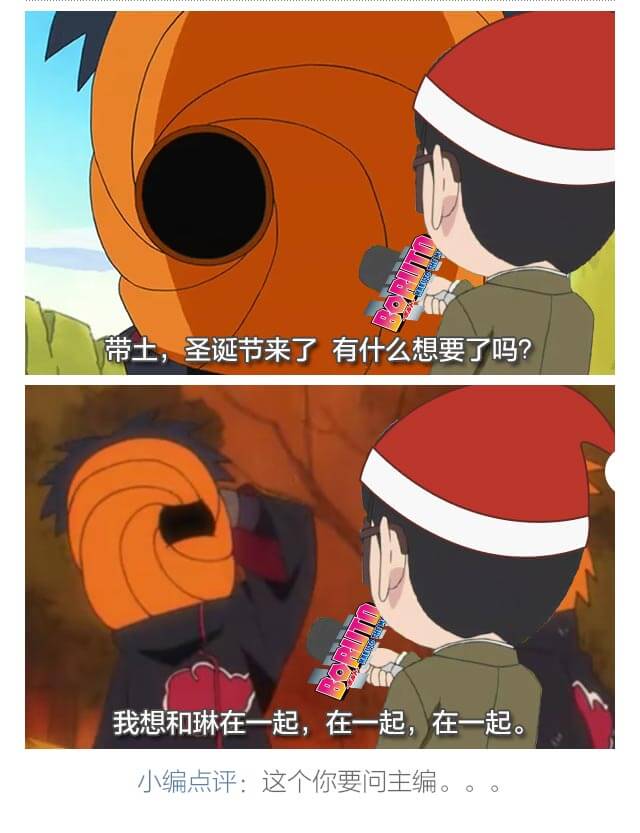 BORUTO
带土，圣诞节来了 有什么想要了吗？
BORUTO
我想和琳在一起，在一起，在一起。
小编点评：这个你要问主编。。。